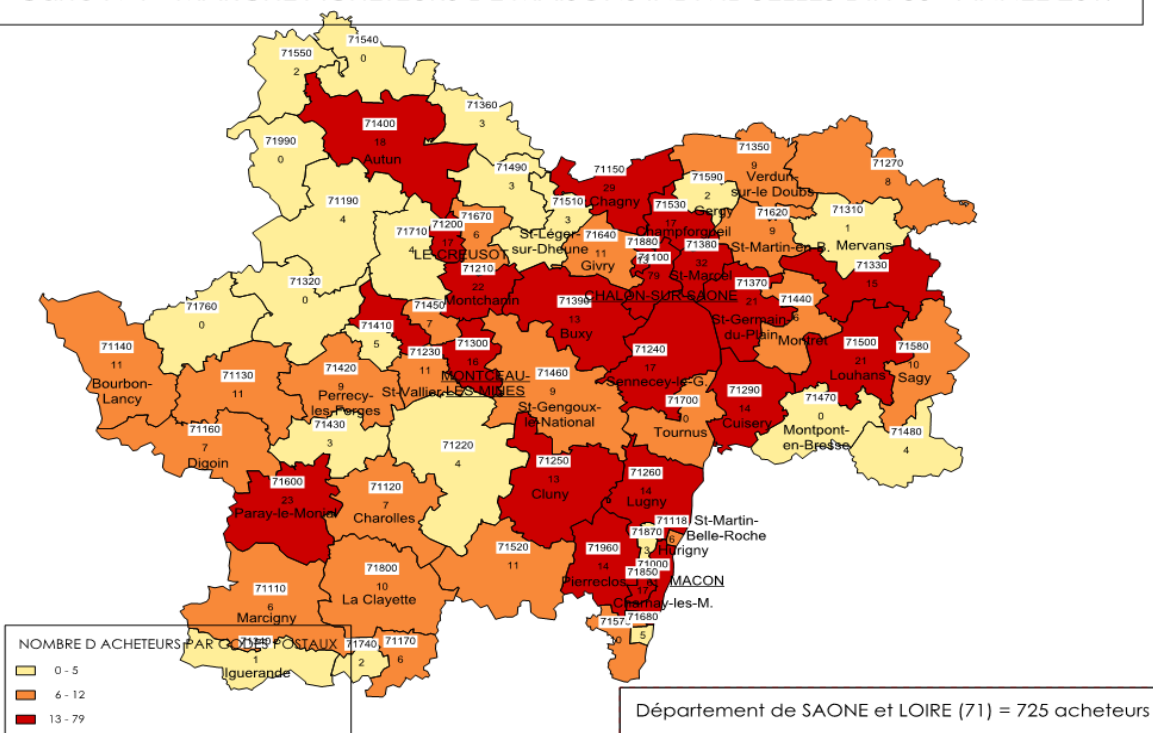 71540
0
71550
2
71360
3
71400
18
Autun
71990
0
71490
3
71150
29
Chagny
71350
9
Verdun-
sur-le Doubs
71270
8
71590
2
Gergy
71190
4
71510
3
St-Léger-
sur-Dheune
71530
17
Champforgeuil
71620
9
St-Martin-en B.
71310
1
Mervans
71670
6
71200
17
LE CREUSOT
71710
4
71640
11
Givry
71880
71100
79
CHALON-SUR-SAONE
71380
32
St-Marcel
71330
15
71210
22
Montchanin
71370
21
St-Germain-
du-Plain
71320
0
71440
6
Montret
71390
13
Buxy
71760
0
71450
7
71410
5
71300
16
MONTCEAU-
LES MINES
71230
11
St-Vallier
71240
17
Sennecey-le-G.
71500
21
Louhans
71580
10
Sagy
71140
11
Bourbon-
Lancy
71130
11
71420
9
Perrecy-
les-Forges
71460
9
St-Gengoux-
le-National
71290
14
Cuisery
71470
0
Montpont-
en-Bresse
71700
Tournus
71160
7
Digoin
71430
3
71220
4
71480
4
71250
13
Cluny
71260
14
Lugny
71600
23
Paray-le-Monial
71120
7
Charolles
71118
6
St-Martin-
Belle-Roche
71870
3
Hurigny
71520
11
71960
14
Pierreclos
71000
MACON
71850
17
Charnay-les-M.
71800
10
La Clayette
71110
6
Marcigny
71680
5
71740
2
71170
6
1
Iguerande
NOMBRE D ACHETEURS PAR CODES POSTAUX
0 - 5
6 - 12
13 - 79
Département de SAONE et LOIRE (71) = 725 acheteurs